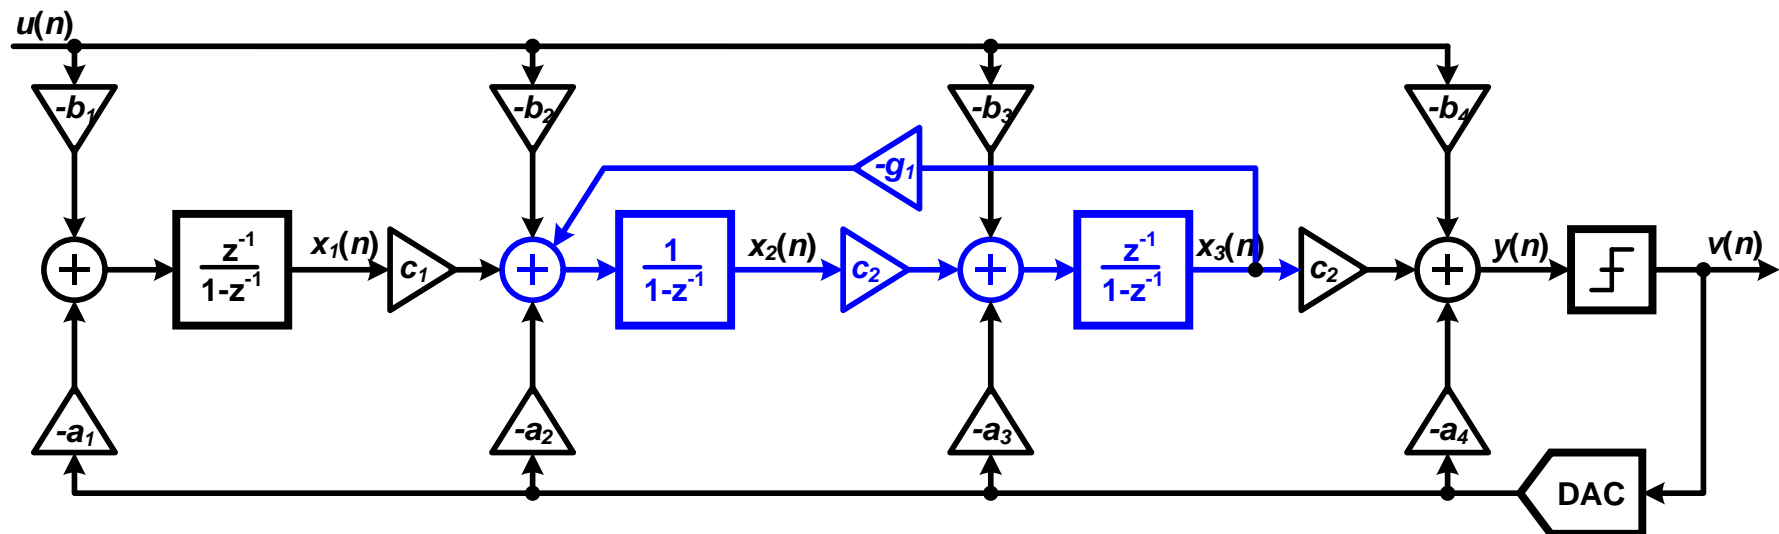 u(n)
-b1 -b2 -b3 -b4
-g1
z-1
1-z-1
x1(n)
c1
1
1-z-1
x2(n)
c2
z-1
1-z-1
x3(n)
c2
y(n)
v(n)
-a1 -a2 -a3 -a4
DAC